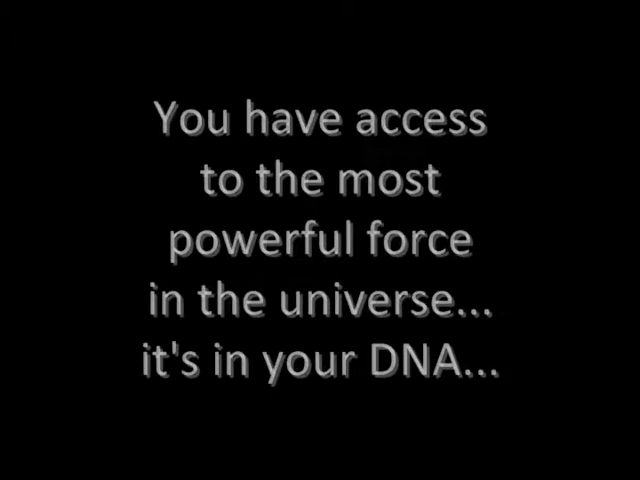 You have access
to the most
powerful force
in the universe...
it's in your DNA...